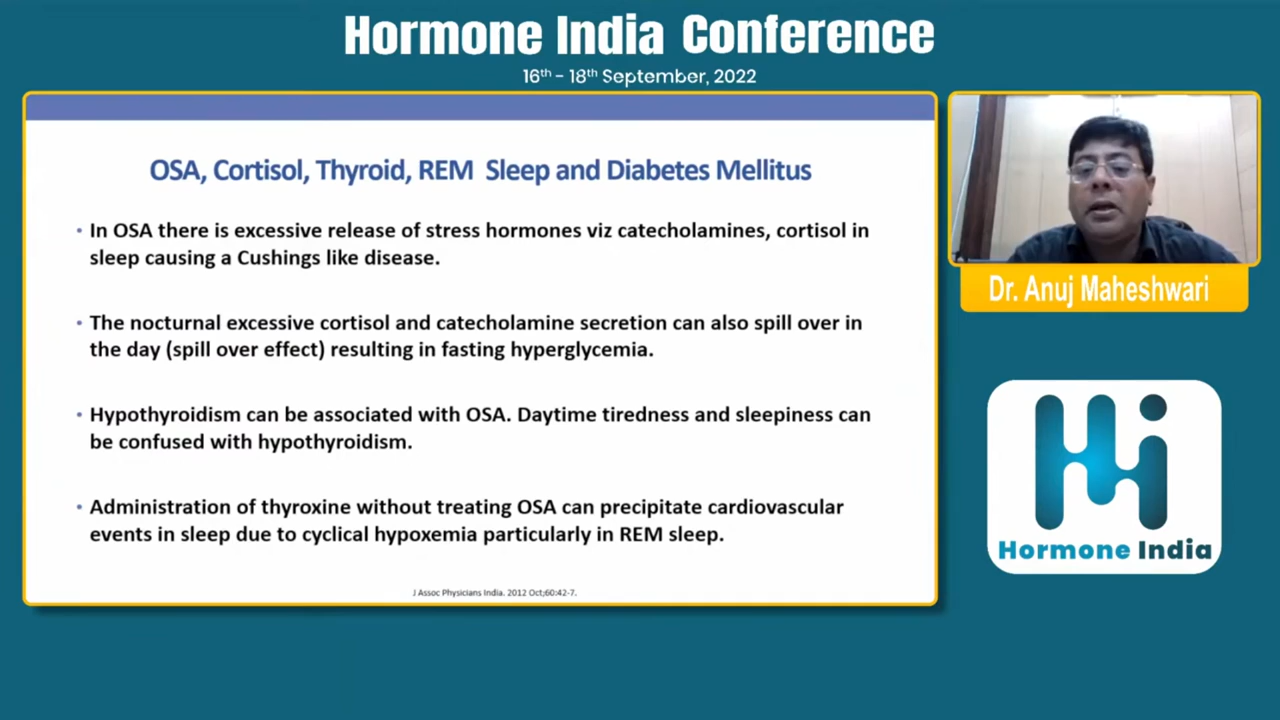 Hormone India Conference
16th - 18th September, 2022
OSA, Cortisol, Thyroid, REM Sleep and Diabetes Mellitus
• In OSA there is excessive release of stress hormones viz catecholamines, cortisol in
sleep causing a Cushings like disease.
• The nocturnal excessive cortisol and catecholamine secretion can also spill over in
the day (spill over effect) resulting in fasting hyperglycemia.
• Hypothyroidism can be associated with OSA. Daytime tiredness and sleepiness can
be confused with hypothyroidism.
• Administration of thyroxine without treating OSA can precipitate cardiovascular
events in sleep due to cyclical hypoxemia particularly in REM sleep.
J Assoc Physicians India. 2012 Oct;60:42-7.
Dr. Anuj Maheshwari
Hi
Hormone India